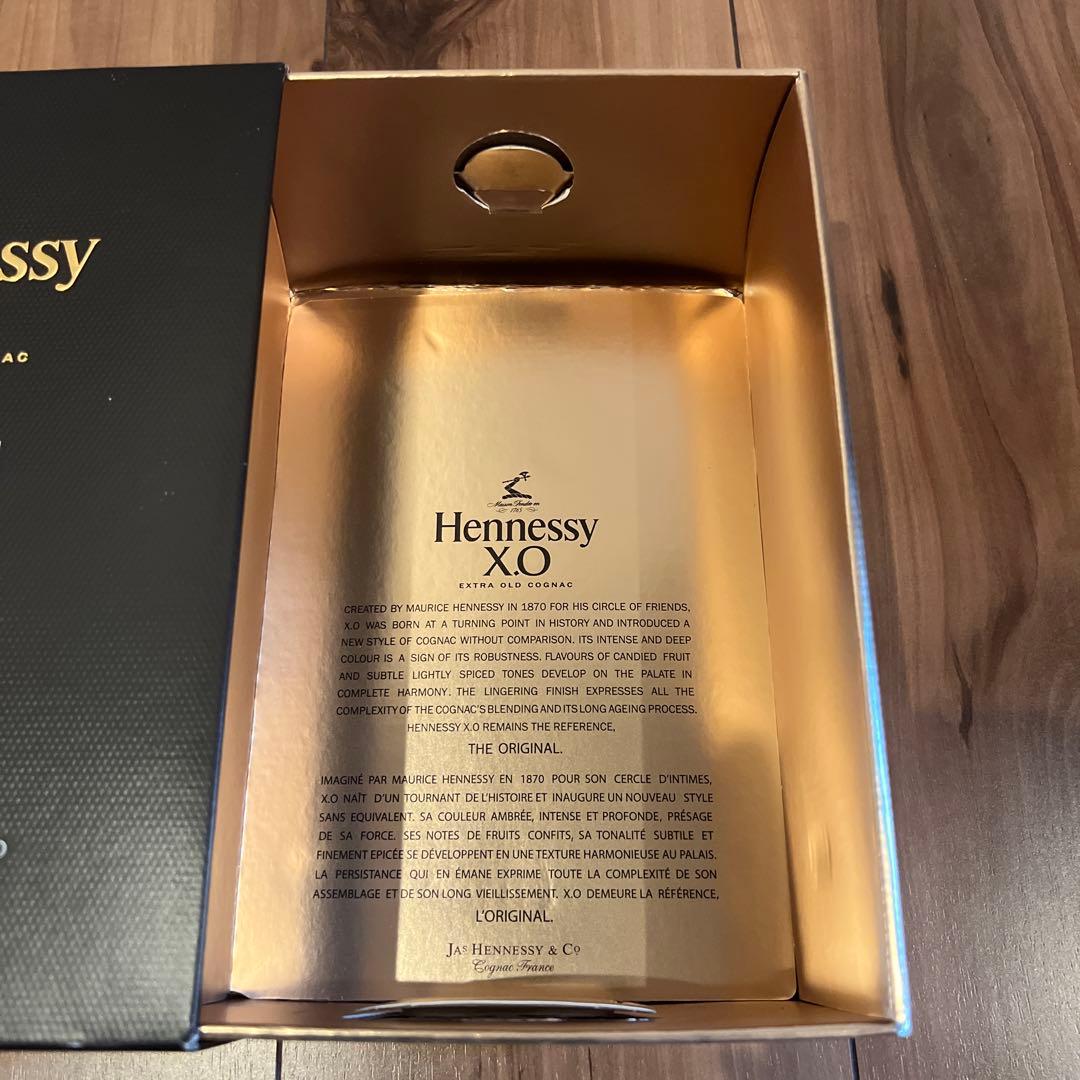 ssy
AC
Maison Fondée en
1765
Hennessy
X.O
EXTRA OLD COGNAC
CREATED BY MAURICE HENNESSY IN 1870 FOR HIS CIRCLE OF FRIENDS,
X.O WAS BORN AT A TURNING POINT IN HISTORY AND INTRODUCED A
NEW STYLE OF COGNAC WITHOUT COMPARISON. ITS INTENSE AND DEEP
COLOUR IS A SIGN OF ITS ROBUSTNESS. FLAVOURS OF CANDIED FRUIT
AND SUBTLE LIGHTLY SPICED TONES DEVELOP ON THE PALATE IN
COMPLETE HARMONY. THE LINGERING FINISH EXPRESSES ALL THE
COMPLEXITY OF THE COGNAC'S BLENDING AND ITS LONG AGEING PROCESS.
HENNESSY X.O REMAINS THE REFERENCE,
THE ORIGINAL.
IMAGINÉ PAR MAURICE HENNESSY EN 1870 POUR SON CERCLE D'INTIMES,
X.O NAÎT D'UN TOURNANT DE L'HISTOIRE ET INAUGURE UN NOUVEAU STYLE
SANS EQUIVALENT. SA COULEUR AMBRÉE, INTENSE ET PROFONDE, PRÉSAGE
DE SA FORCE. SES NOTES DE FRUITS CONFITS, SA TONALITÉ SUBTILE ET
FINEMENT EPICÉE SE DÉVELOPPENT EN UNE TEXTURE HARMONIEUSE AU PALAIS.
LA PERSISTANCE QUI EN ÉMANE EXPRIME TOUTE LA COMPLEXITÉ DE SON
ASSEMBLAGE ET DE SON LONG VIEILLISSEMENT. X.O DEMEURE LA RÉFÉRENCE,
L'ORIGINAL.
JAS HENNESSY & CO
Cognac France